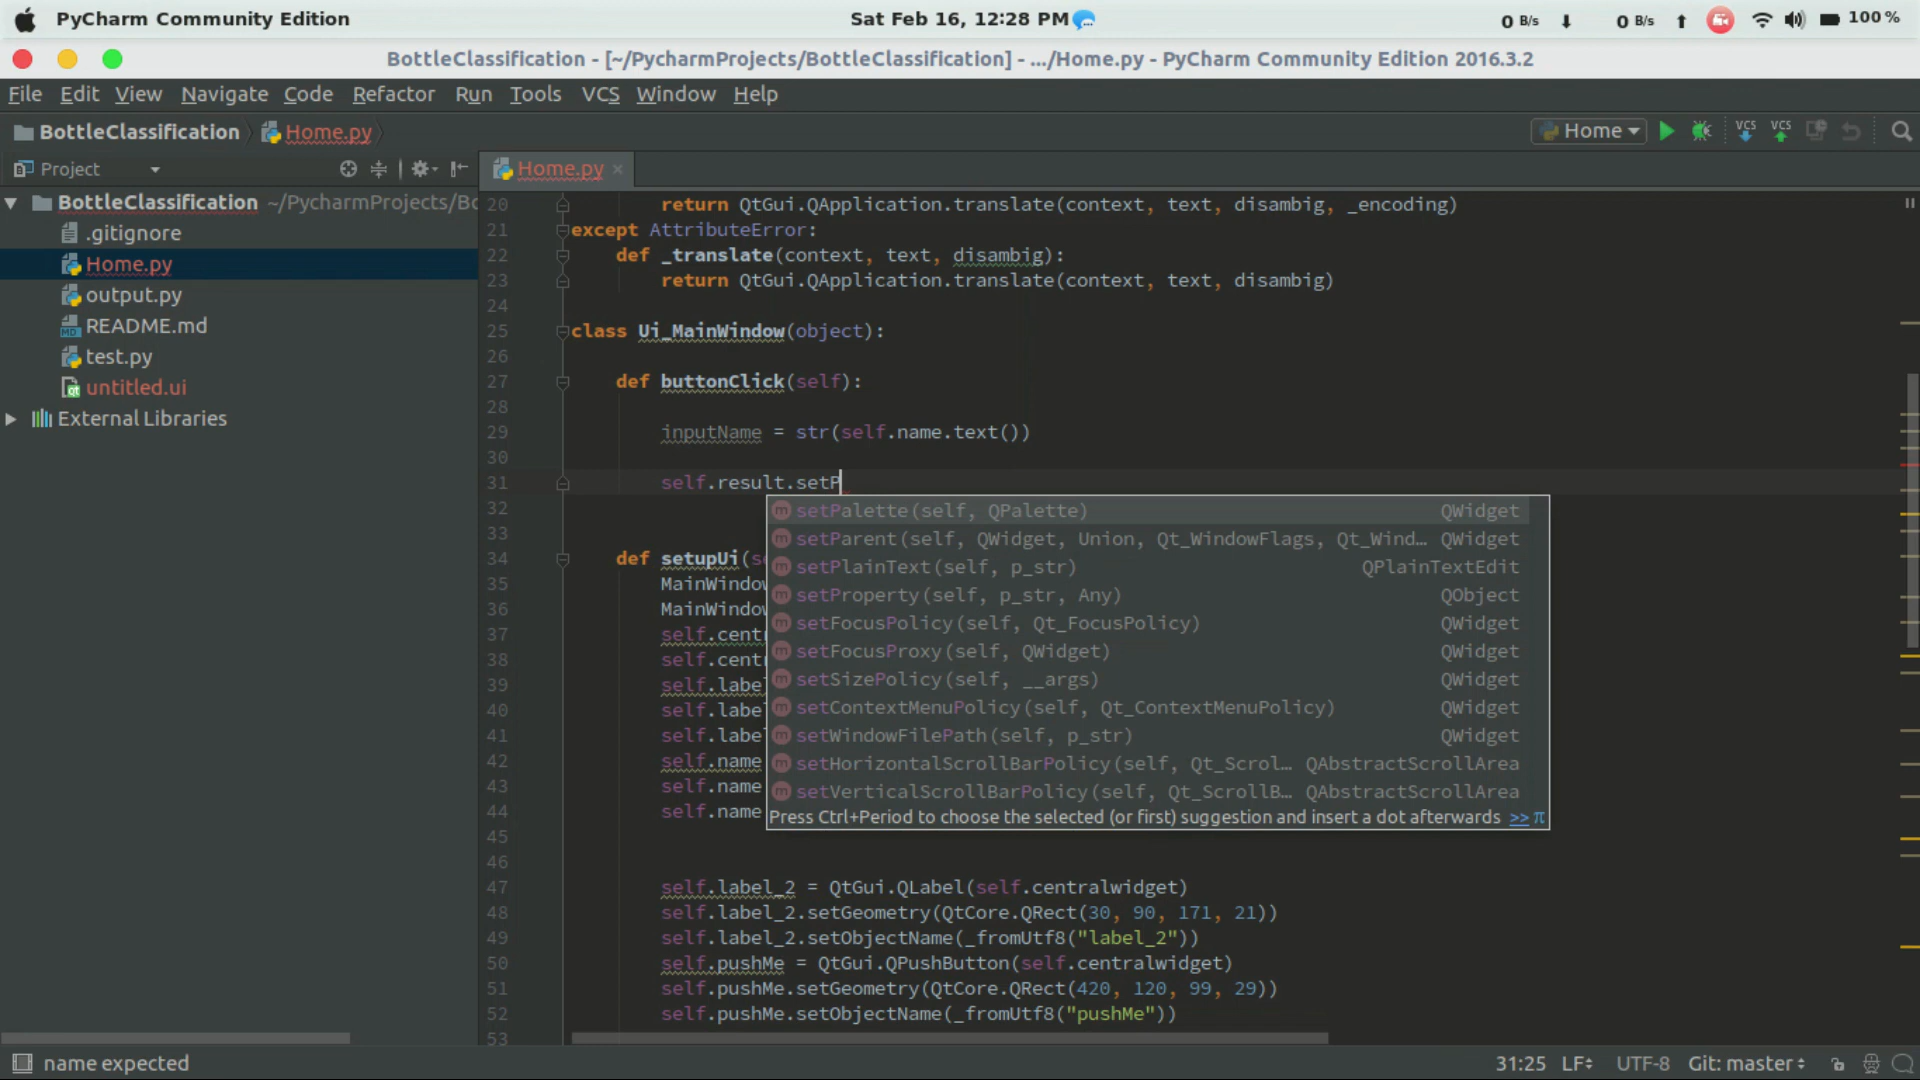 PyCharm Community Edition
Sat Feb 16, 12:28 PM
0 B/s 0 B/s 100 %
BottleClassification - [~/PycharmProjects/BottleClassification] - .../Home.py - PyCharm Community Edition 2016.3.2
File Edit View Navigate Code Refactor Run Tools VCS Window Help
BottleClassification Home.py
Home VCS VCS
Project
Home.py
BottleClassification ~/PycharmProjects/Bo
.gitignore
Home.py
output.py
README.md
test.py
untitled.ui
External Libraries
20 return QtGui.QApplication.translate(context, text, disambig, _encoding)
21 except AttributeError:
22 def _translate(context, text, disambig):
23 return QtGui.QApplication.translate(context, text, disambig)
24
25 class Ui_MainWindow(object):
26
27 def buttonClick(self):
28
29 inputName = str(self.name.text())
30
31 self.result.setP
32
33
34 def setupUi(se
35 MainWindow
36 MainWindow
37 self.centr
38 self.centr
39 self.label
40 self.label
41 self.label
42 self.name
43 self.name
44 self.name
45
46
47 self.label_2 = QtGui.QLabel(self.centralwidget)
48 self.label_2.setGeometry(QtCore.QRect(30, 90, 171, 21))
49 self.label_2.setObjectName(_fromUtf8("label_2"))
50 self.pushMe = QtGui.QPushButton(self.centralwidget)
51 self.pushMe.setGeometry(QtCore.QRect(420, 120, 99, 29))
52 self.pushMe.setObjectName(_fromUtf8("pushMe"))
53
setPalette(self, QPalette) QWidget
setParent(self, QWidget, Union, Qt_WindowFlags, Qt_Wind… QWidget
setPlainText(self, p_str) QPlainTextEdit
setProperty(self, p_str, Any) QObject
setFocusPolicy(self, Qt_FocusPolicy) QWidget
setFocusProxy(self, QWidget) QWidget
setSizePolicy(self, __args) QWidget
setContextMenuPolicy(self, Qt_ContextMenuPolicy) QWidget
setWindowFilePath(self, p_str) QWidget
setHorizontalScrollBarPolicy(self, Qt_Scrol… QAbstractScrollArea
setVerticalScrollBarPolicy(self, Qt_ScrollB… QAbstractScrollArea
Press Ctrl+Period to choose the selected (or first) suggestion and insert a dot afterwards >> π
name expected
31:25 LF UTF-8 Git: master